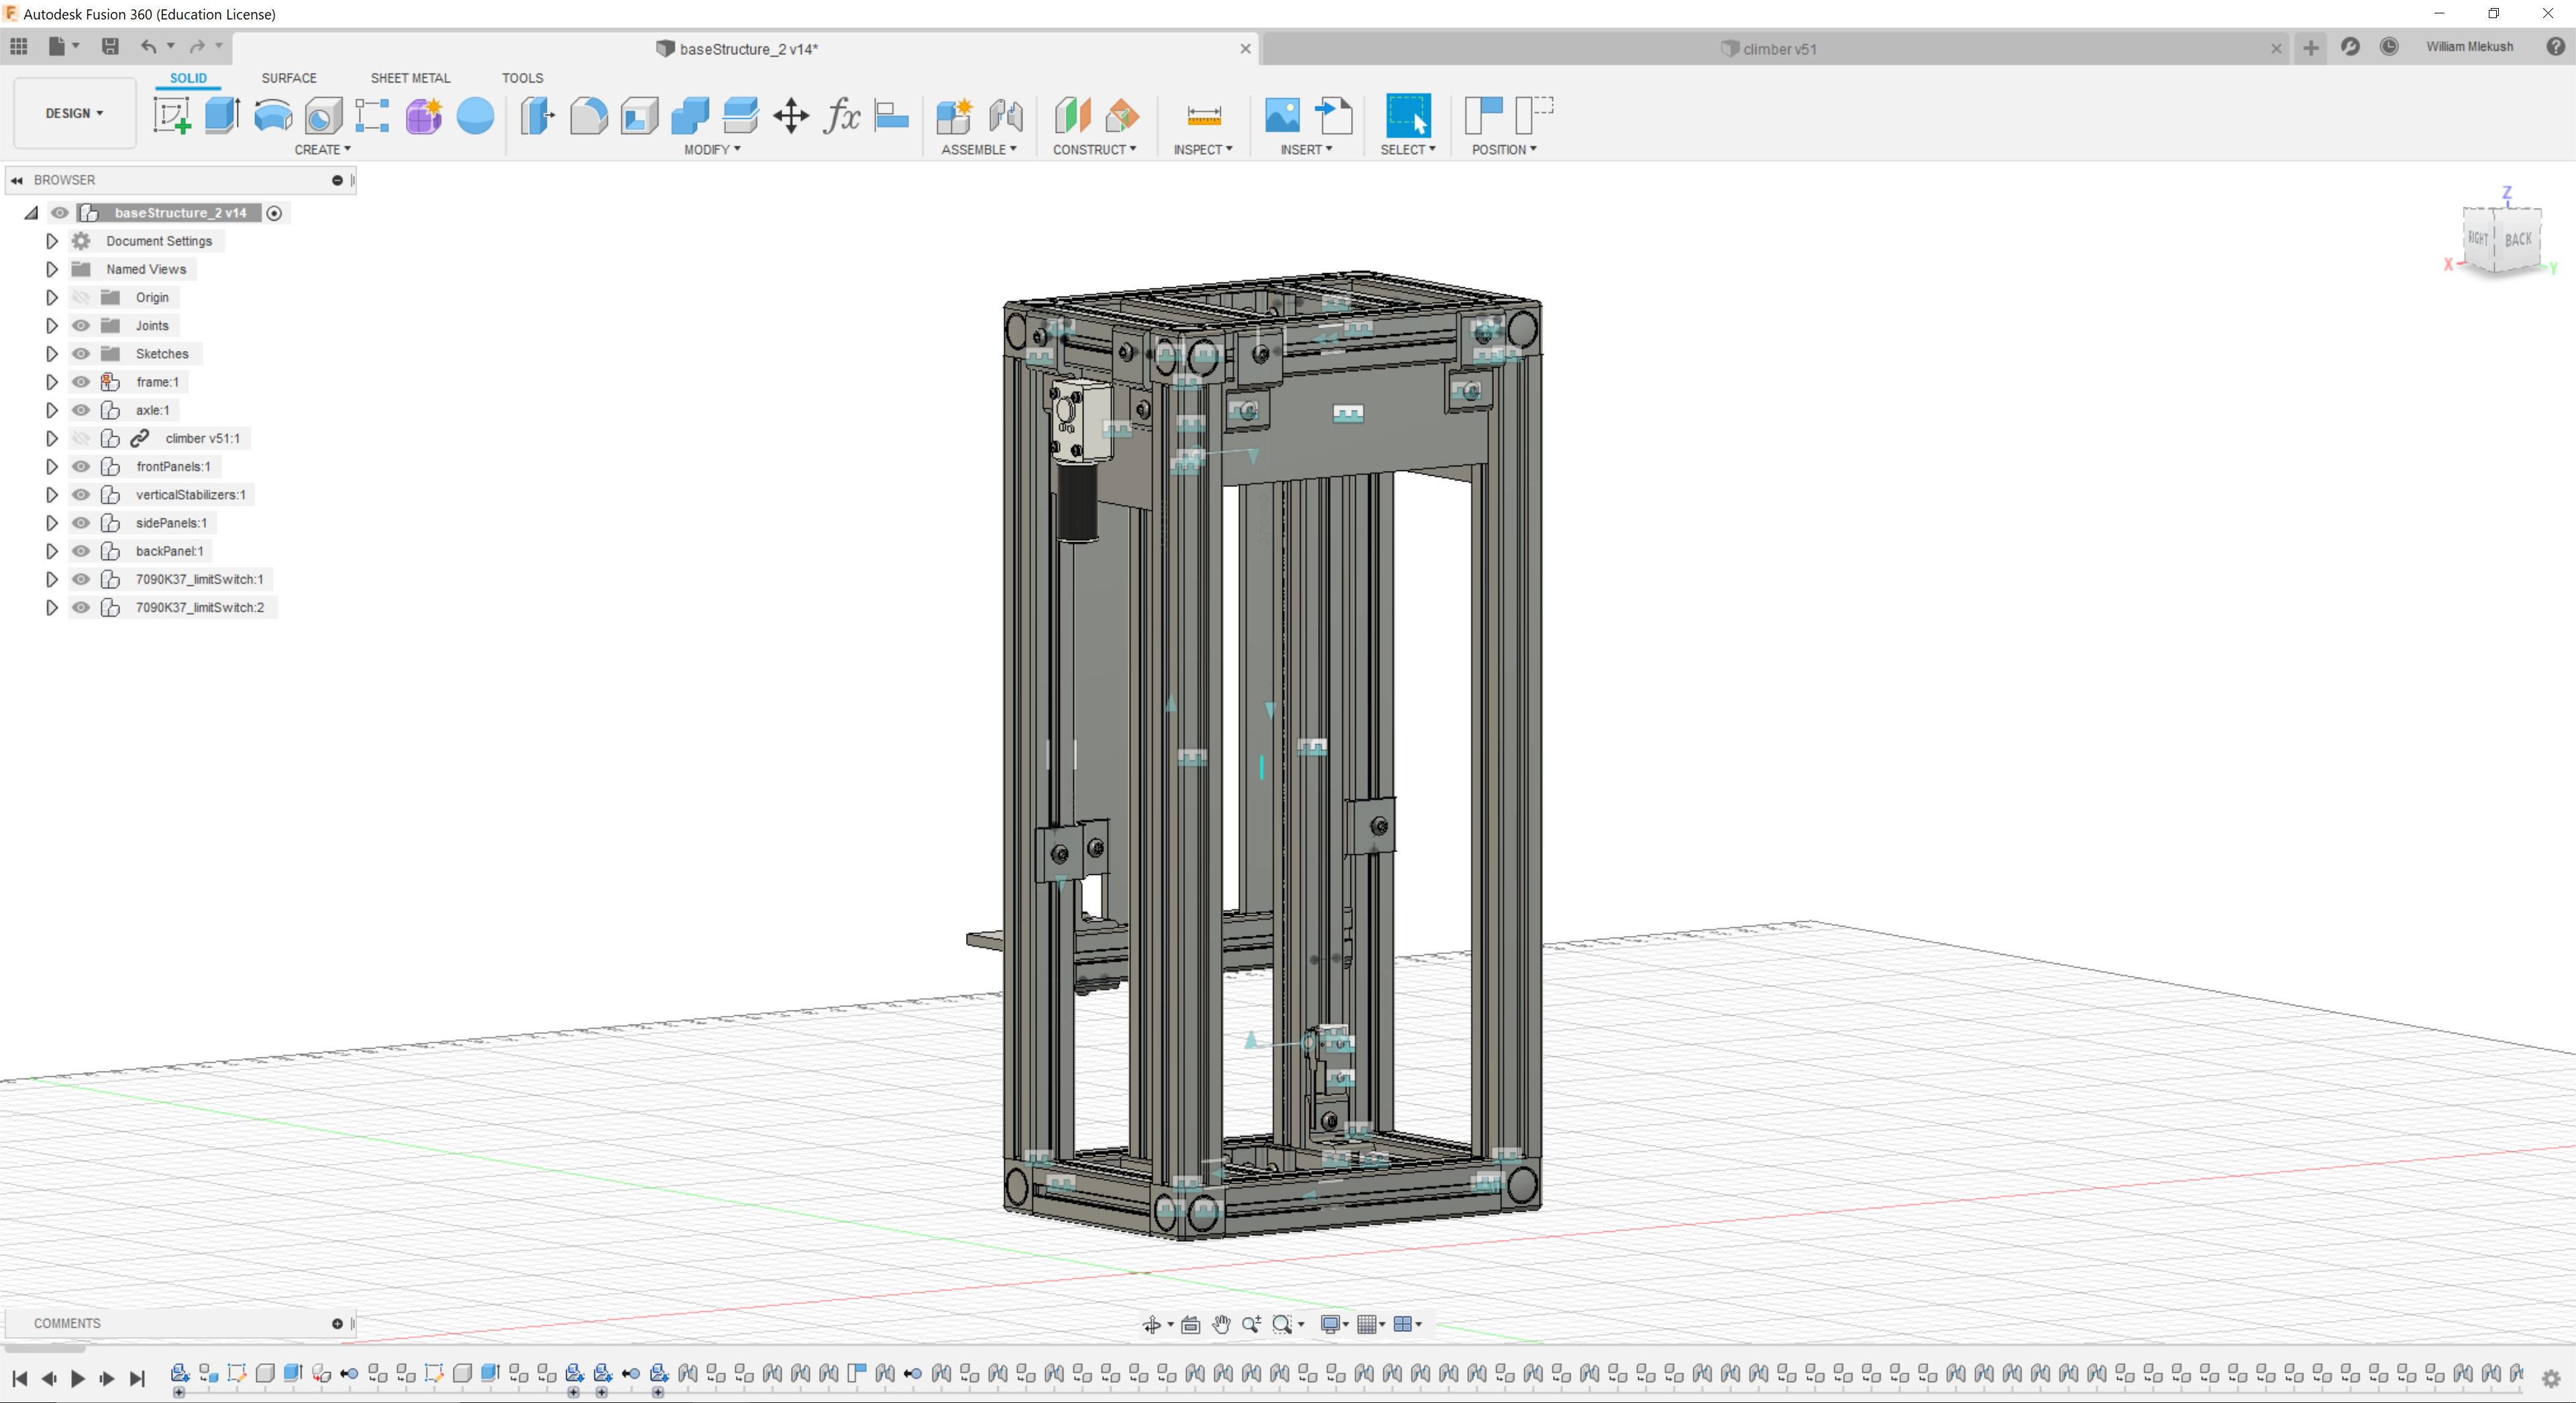 Autodesk Fusion 360 (Education License)
baseStructure_2 v14*
climber v51
William Mlekush
SOLID SURFACE SHEET METAL TOOLS
DESIGN
CREATE MODIFY ASSEMBLE CONSTRUCT INSPECT INSERT SELECT POSITION
BROWSER
baseStructure_2 v14
Document Settings
Named Views
Origin
Joints
Sketches
frame:1
axle:1
climber v51:1
frontPanels:1
verticalStabilizers:1
sidePanels:1
backPanel:1
7090K37_limitSwitch:1
7090K37_limitSwitch:2
Z
RIGHT BACK
X Y
COMMENTS